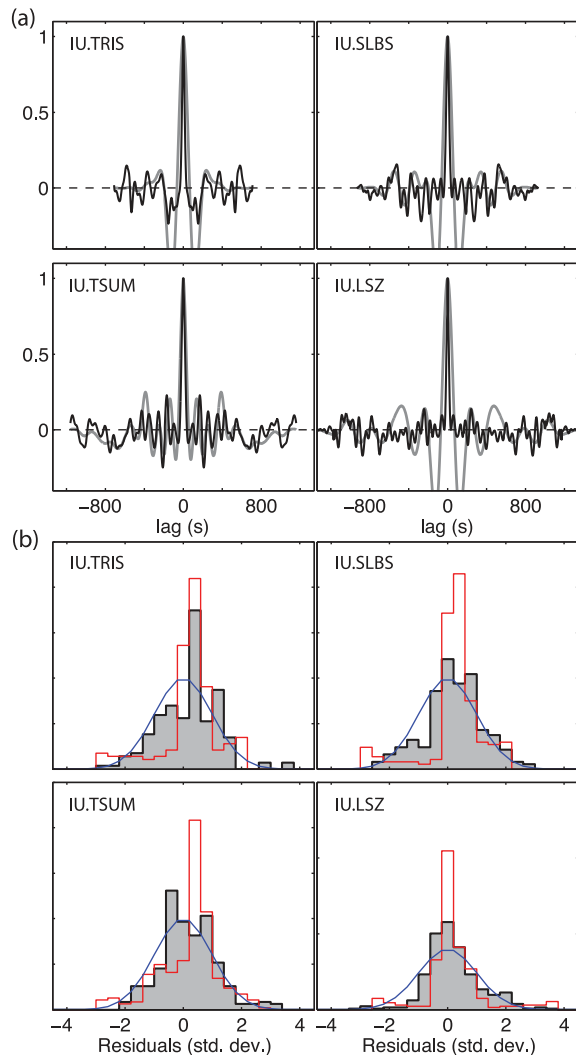 (a)
IU.TRIS
IU.SLBS
1
0.5
0
IU.TSUM
IU.LSZ
1
0.5
0
−800 0 800 −800 0 800
lag (s) lag (s)
(b)
IU.TRIS
IU.SLBS
IU.TSUM
IU.LSZ
−4 −2 0 2 4 −4 −2 0 2 4
Residuals (std. dev.) Residuals (std. dev.)